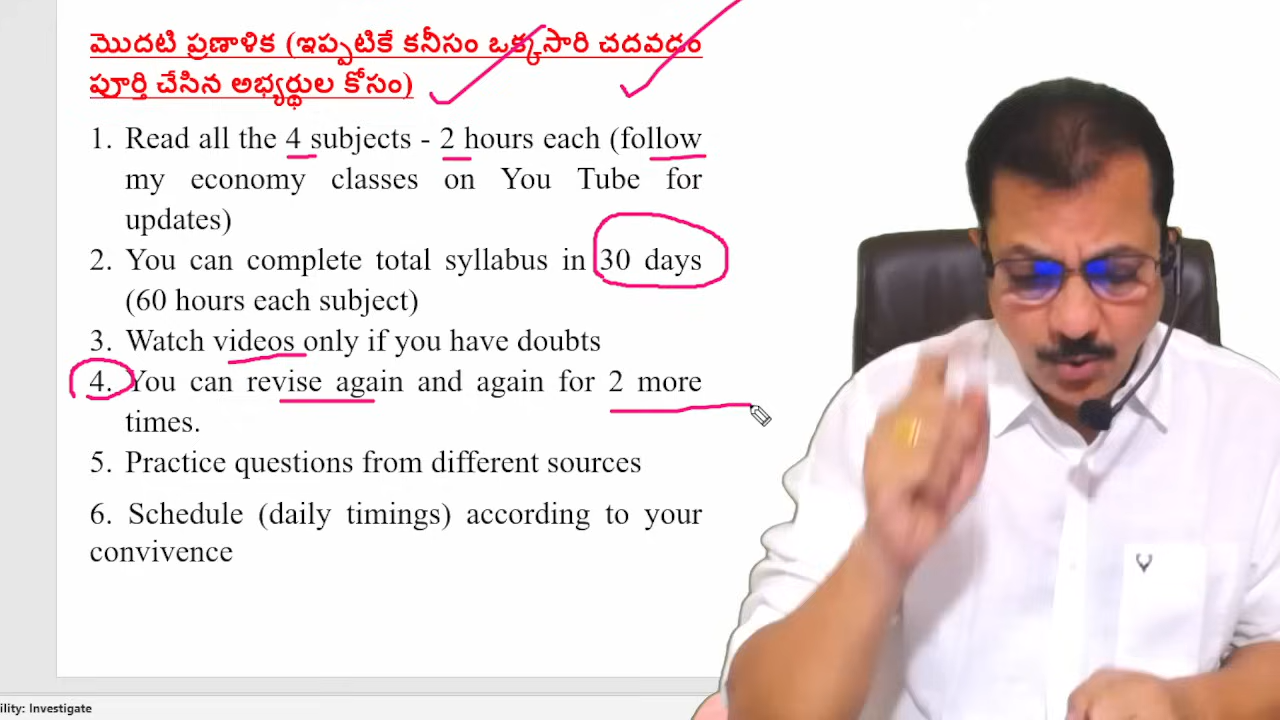 మొదటి ప్రణాళిక (ఇప్పటికే కనీసం ఒక్కసారి చదవడం
పూర్తి చేసిన అభ్యర్థుల కోసం)
1. Read all the 4 subjects - 2 hours each (follow
my economy classes on You Tube for
updates)
2. You can complete total syllabus in 30 days
(60 hours each subject)
3. Watch videos only if you have doubts
4. You can revise again and again for 2 more
times.
5. Practice questions from different sources
6. Schedule (daily timings) according to your
convivence
ility: Investigate